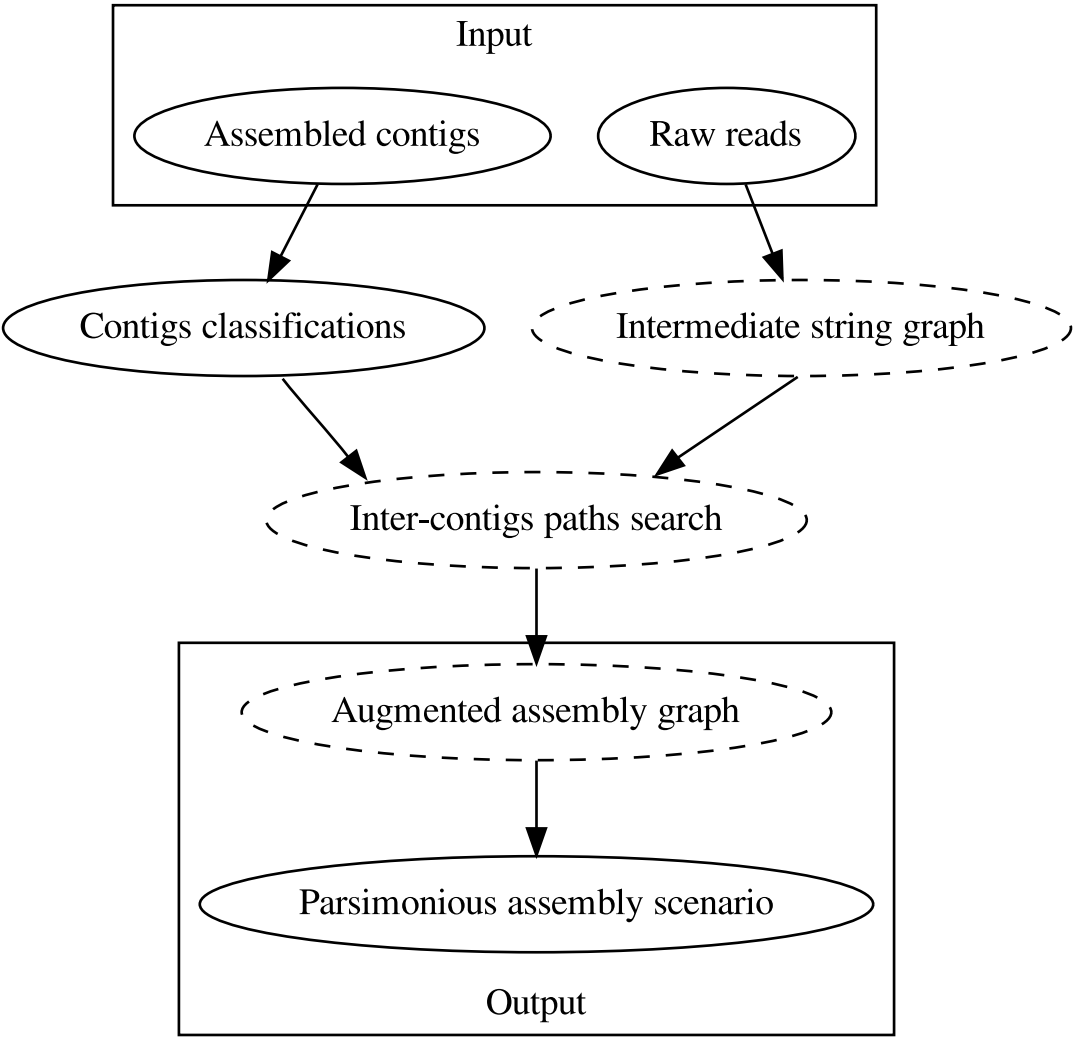 Input
Assembled contigs
Raw reads
Contigs classifications
Intermediate string graph
Inter-contigs paths search
Augmented assembly graph
Parsimonious assembly scenario
Output